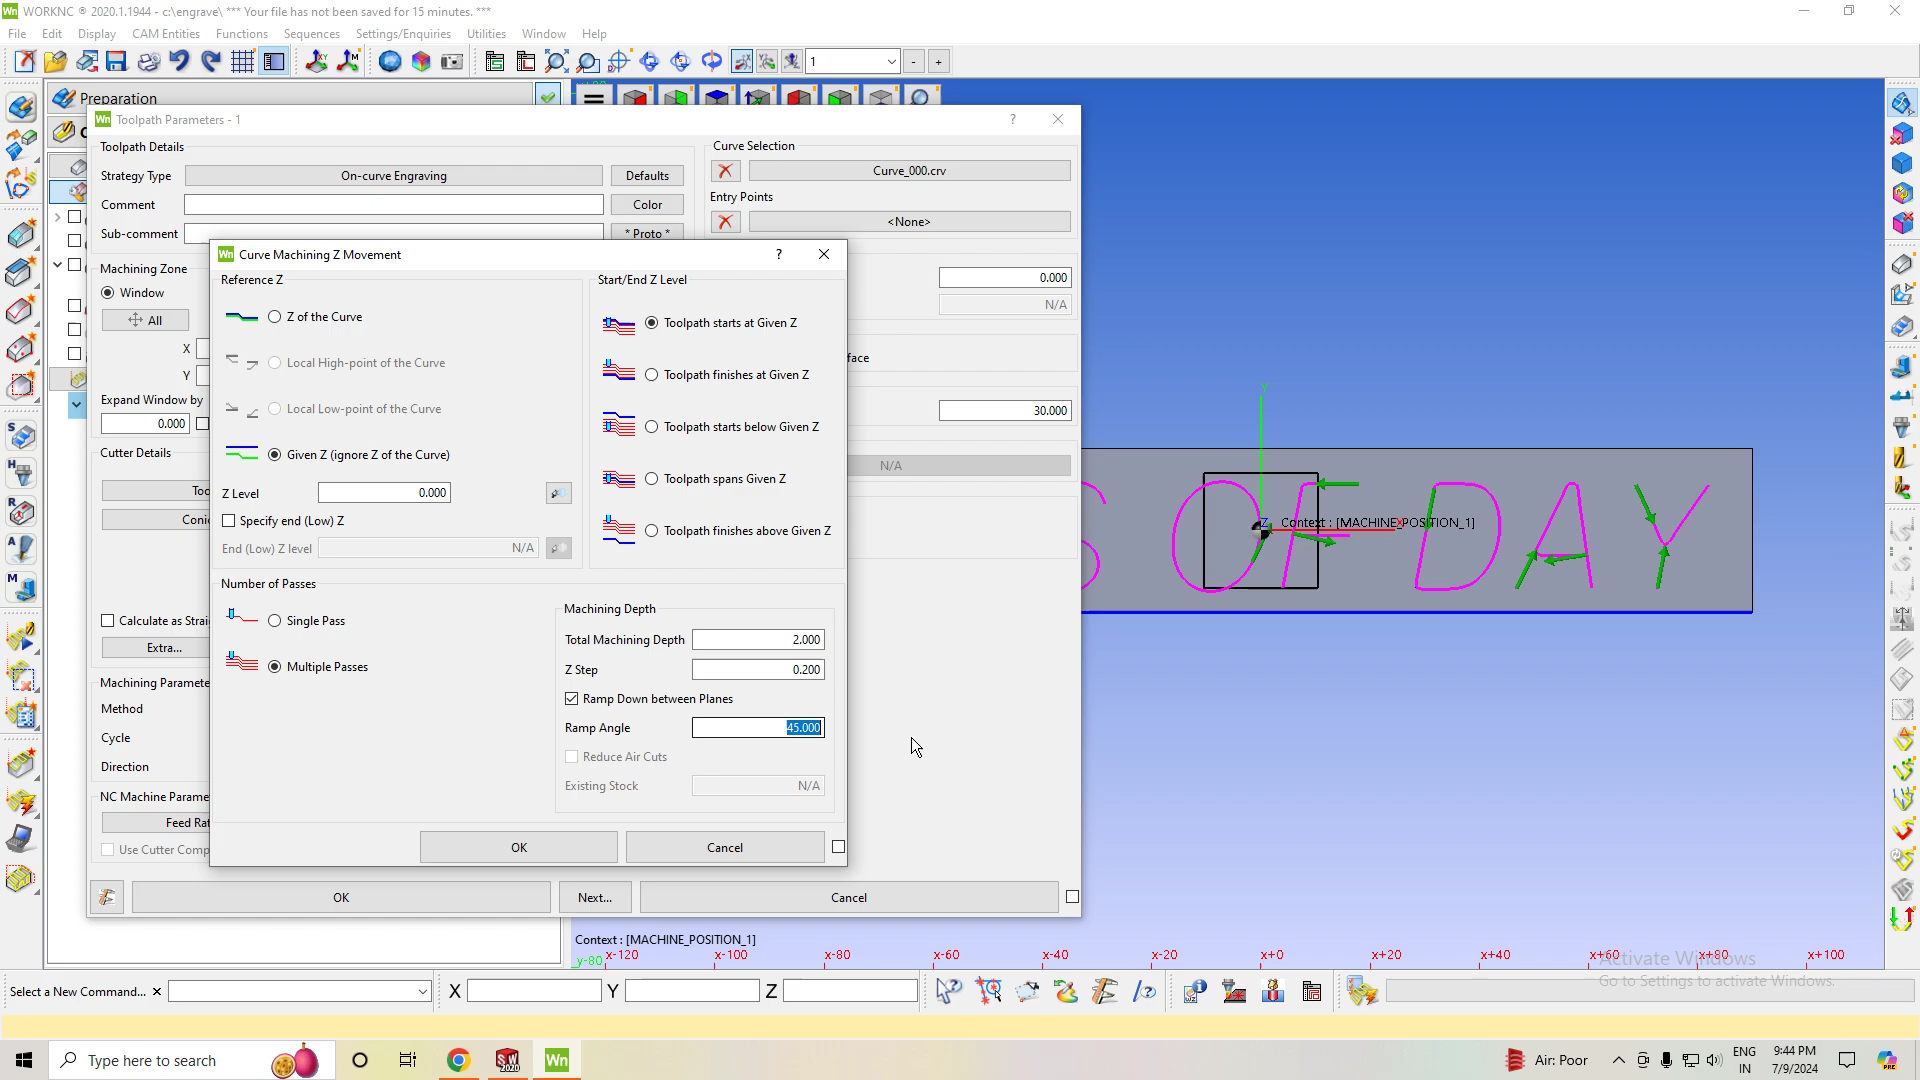 WORKNC ® 2020.1.1944 - c:\engrave\ *** Your file has not been saved for 15 minutes. ***
File Edit Display CAM Entities Functions Sequences Settings/Enquiries Utilities Window Help
1
- +
Preparation
Toolpath Parameters - 1
?
Toolpath Details
Strategy Type On-curve Engraving Defaults
Comment Color
Sub-comment * Proto *
Curve Selection
Curve_000.crv
Entry Points
<None>
0.000
N/A
face
30.000
N/A
Machining Zone
Window
All
X
Y
Expand Window by
0.000
Cutter Details
Too
Coni
Calculate as Strai
Extra...
Machining Paramete
Method
Cycle
Direction
NC Machine Parame
Feed Rat
Use Cutter Comp
Curve Machining Z Movement
?
Reference Z
Z of the Curve
Local High-point of the Curve
Local Low-point of the Curve
Given Z (ignore Z of the Curve)
Z Level 0.000
Specify end (Low) Z
End (Low) Z level N/A
Start/End Z Level
Toolpath starts at Given Z
Toolpath finishes at Given Z
Toolpath starts below Given Z
Toolpath spans Given Z
Toolpath finishes above Given Z
Number of Passes
Single Pass
Multiple Passes
Machining Depth
Total Machining Depth 2.000
Z Step 0.200
Ramp Down between Planes
Ramp Angle 45.000
Reduce Air Cuts
Existing Stock N/A
OK Cancel
OK Next... Cancel
S OF DAY
Y
Z Context : [MACHINE_POSITION_1]
X
Context : [MACHINE_POSITION_1]
y-80 x-120 x-100 x-80 x-60 x-40 x-20 x+0 x+20 x+40 x+60 x+80 x+100
Activate Windows
Go to Settings to activate Windows.
Select a New Command... X Y Z
Type here to search
Air: Poor
ENG
IN
9:44 PM
7/9/2024